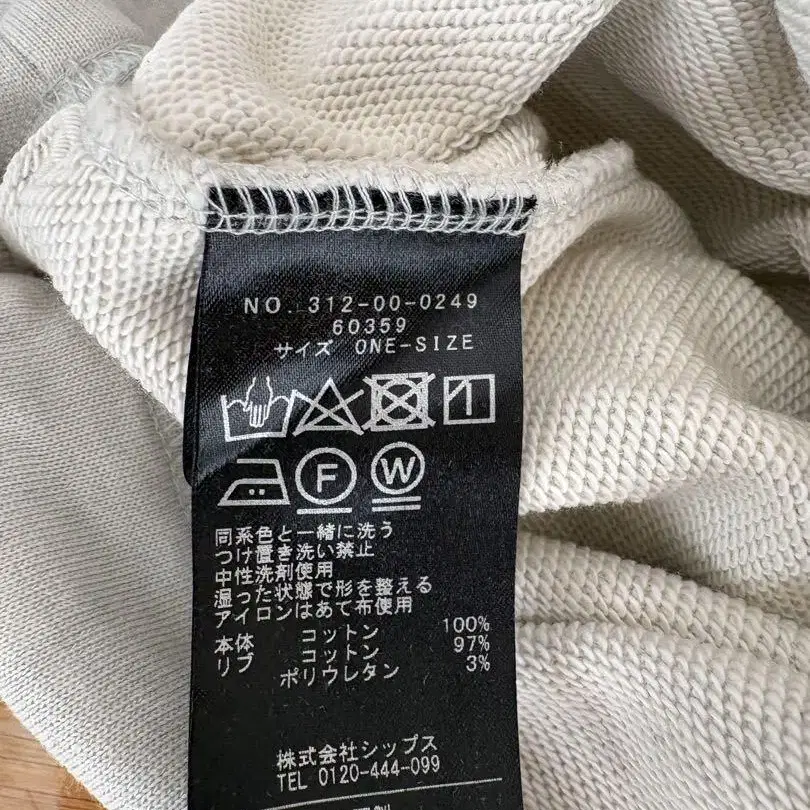 NO. 312-00-0249
60359
サイズ ONE-SIZE
F W
同系色と一緒に洗う
つけ置き洗い禁止
中性洗剤使用
湿った状態で形を整える
アイロンはあて布使用
本体 コットン 100%
リブ コットン 97%
ポリウレタン 3%
株式会社シップス
TEL 0120-444-099